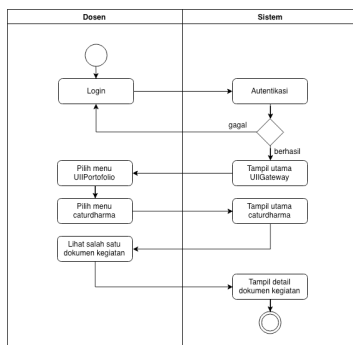 Dosen
Sistem
Login
Autentikasi
gagal
berhasil
Pilih menu
UIIPortofolio
Tampil utama
UIIGateway
Pilih menu
caturdharma
Tampil utama
caturdharma
Lihat salah satu
dokumen kegiatan
Tampil detail
dokumen kegiatan